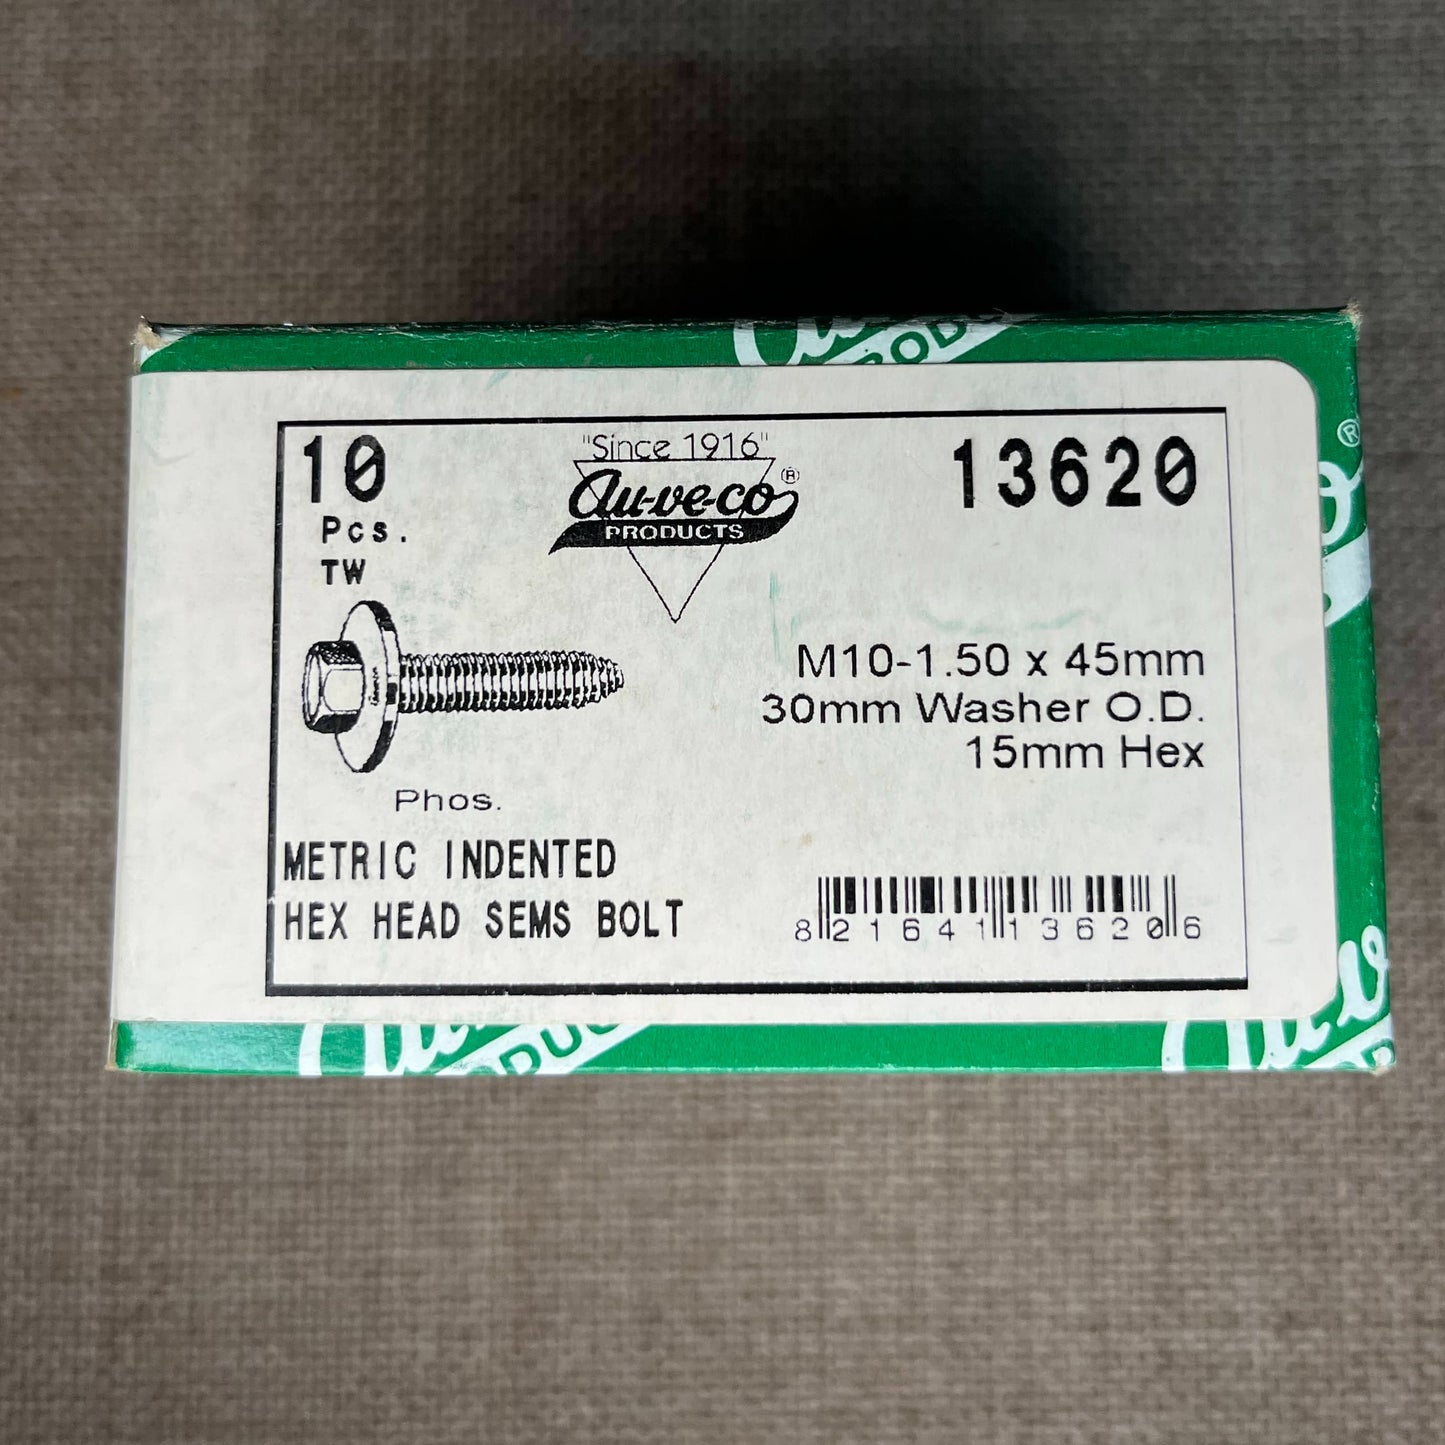 10
Pcs.
TW
"Since 1916"
Au-ve-co®
PRODUCTS
13620
M10-1.50 x 45mm
30mm Washer O.D.
15mm Hex
Phos.
METRIC INDENTED
HEX HEAD SEMS BOLT
8 21641 13620 6
®